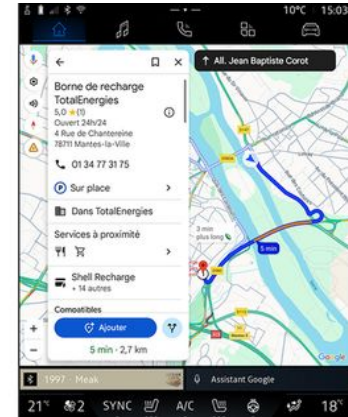 10°C 15:03
Borne de recharge
TotalEnergies
5,0 ★(1)
Ouvert 24h/24
4 Rue de Chantereine
78711 Mantes-la-Ville
01 34 77 31 75
Sur place
Dans TotalEnergies
Services à proximité
Shell Recharge
+ 14 autres
Compatibles
Ajouter
5 min · 2,7 km
All. Jean Baptiste Corot
3 min
plus long
5 min
Google
1997 - Meak
Assistant Google
21° 2 SYNC A/C 18°